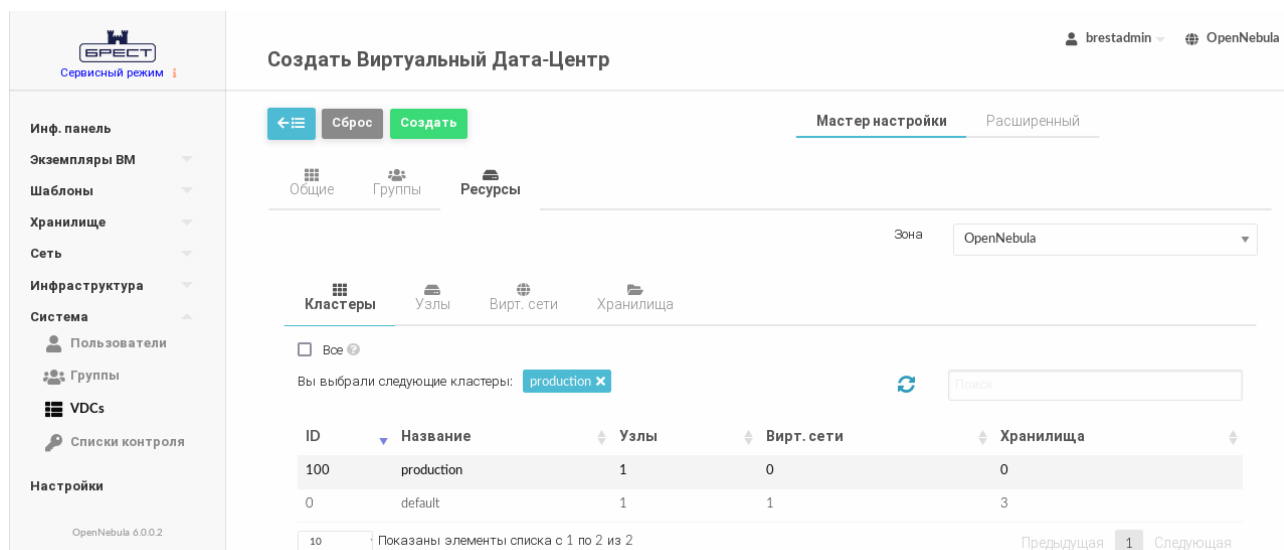 БРЕСТ
Сервисный режим i
Инф. панель
Экземпляры ВМ
Шаблоны
Хранилище
Сеть
Инфраструктура
Система
Пользователи
Группы
VDCs
Списки контроля
Настройки
OpenNebula 6.0.0.2
Создать Виртуальный Дата-Центр
brestadmin OpenNebula
Сброс Создать
Мастер настройки Расширенный
Общие Группы Ресурсы
Зона OpenNebula
Кластеры Узлы Вирт. сети Хранилища
Все ?
Вы выбрали следующие кластеры: production ×
Поиск
ID Название Узлы Вирт. сети Хранилища
100 production 1 0 0
0 default 1 1 3
10 Показаны элементы списка с 1 по 2 из 2
Предыдущая 1 Следующая